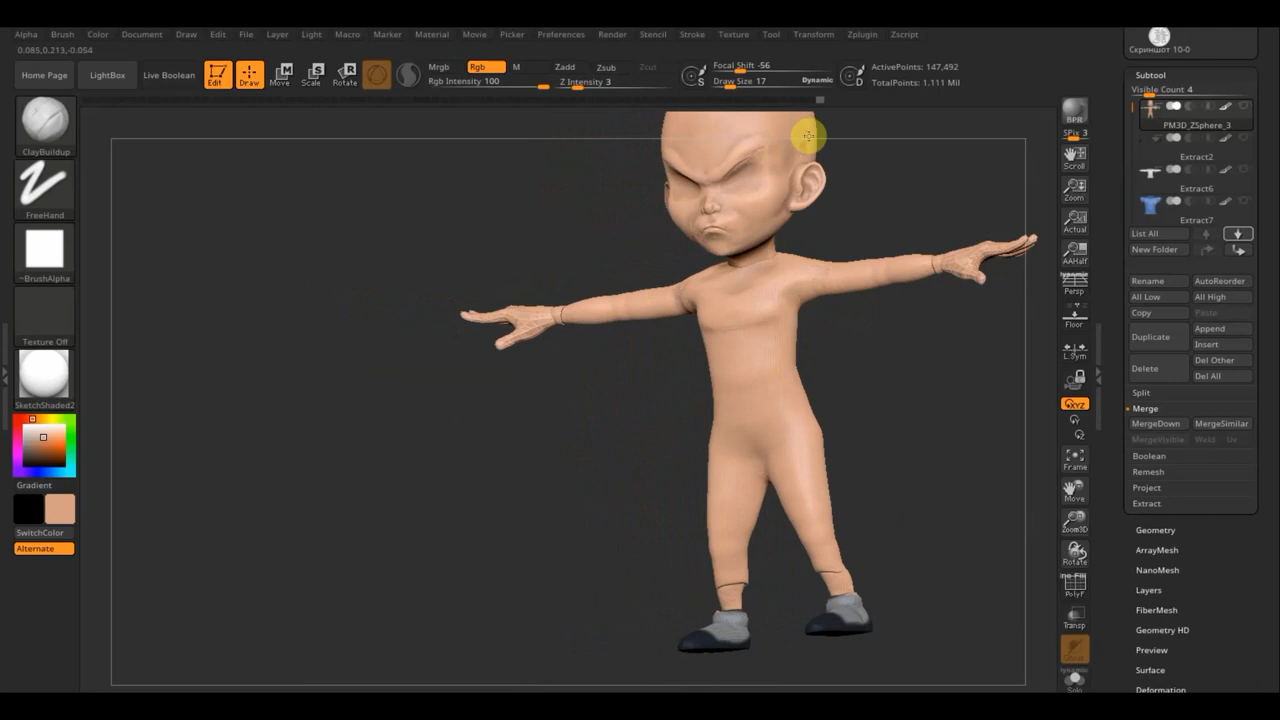 Alpha Brush Color Document Draw Edit File Layer Light Macro Marker Material Movie Picker Preferences Render Stencil Stroke Texture Tool Transform Zplugin Zscript
0.085,0.213,-0.054
Скриншот 10-0
Home Page
LightBox
Live Boolean
Edit
Draw
Move
Scale
Rotate
Mrgb
Rgb
M
Rgb Intensity 100
Zadd
Zsub
Zcut
Z Intensity 3
S
Focal Shift -56
Draw Size 17
Dynamic
D
ActivePoints: 147,492
TotalPoints: 1.111 Mil
ClayBuildup
FreeHand
~BrushAlpha
Texture Off
SketchShaded2
Gradient
SwitchColor
Alternate
BPR
SPix 3
Scroll
Zoom
Actual
AAHalf
Persp
Floor
L.Sym
XYZ
Frame
Move
Zoom3D
Rotate
PolyF
Transp
Solo
Subtool
Visible Count 4
PM3D_ZSphere_3
Extract2
Extract6
Extract7
List All
New Folder
Rename AutoReorder
All Low All High
Copy Paste
Duplicate Append
Insert
Delete Del Other
Del All
Split
Merge
MergeDown MergeSimilar
MergeVisible Weld Uv
Boolean
Remesh
Project
Extract
Geometry
ArrayMesh
NanoMesh
Layers
FiberMesh
Geometry HD
Preview
Surface
Deformation